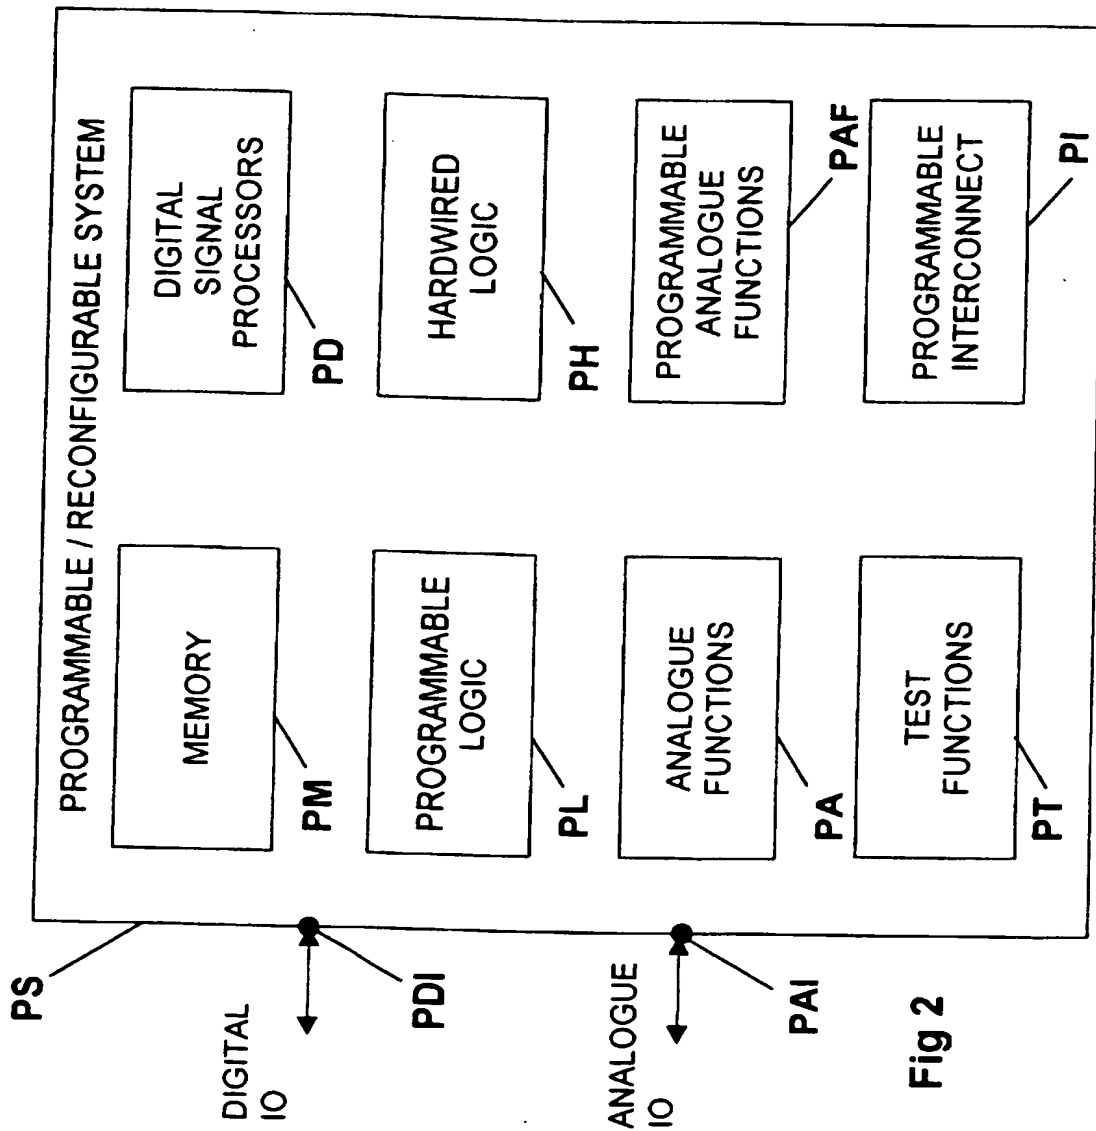 PROGRAMMABLE / RECONFIGURABLE SYSTEM
PS
MEMORY
PM
DIGITAL
SIGNAL
PROCESSORS
PD
DIGITAL
IO
PDI
PROGRAMMABLE
LOGIC
PL
HARDWIRED
LOGIC
PH
ANALOGUE
FUNCTIONS
PA
PROGRAMMABLE
ANALOGUE
FUNCTIONS
PAF
ANALOGUE
IO
PAI
TEST
FUNCTIONS
PT
PROGRAMMABLE
INTERCONNECT
PI
Fig 2